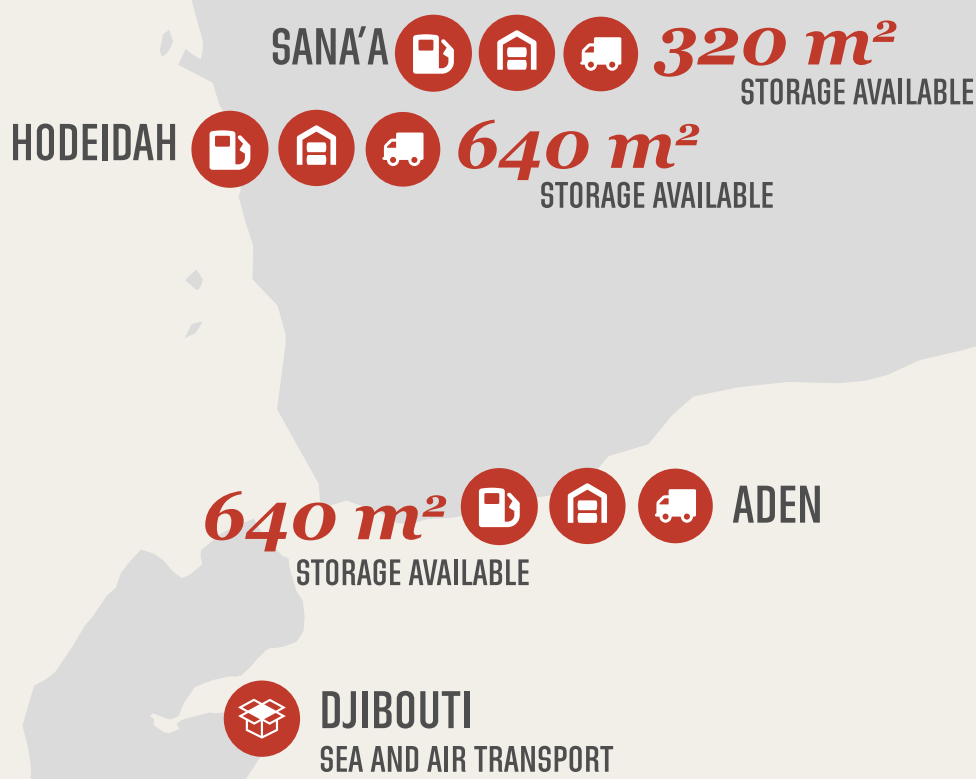 SANA'A 320 m²
STORAGE AVAILABLE
HODEIDAH 640 m²
STORAGE AVAILABLE
640 m² ADEN
STORAGE AVAILABLE
DJIBOUTI
SEA AND AIR TRANSPORT